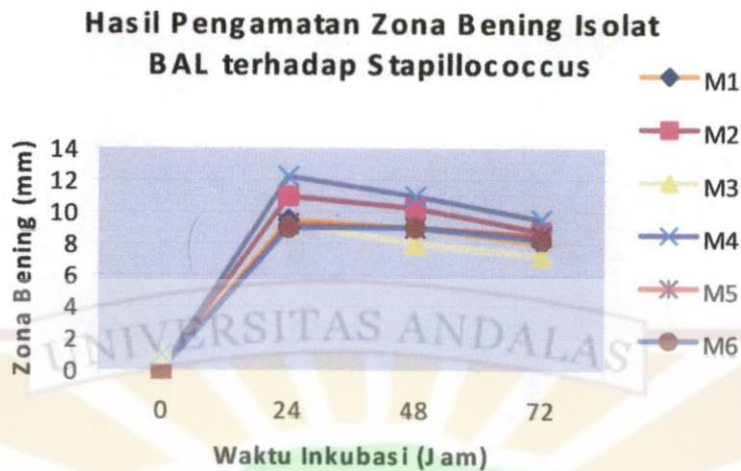 Hasil Pengamatan Zona Bening Isolat
BAL terhadap Stapillococcus
M1
M2
M3
M4
M5
M6
Zona Bening (mm)
14
12
10
8
6
4
2
0
0 24 48 72
Waktu Inkubasi (Jam)
UNIVERSITAS ANDALAS